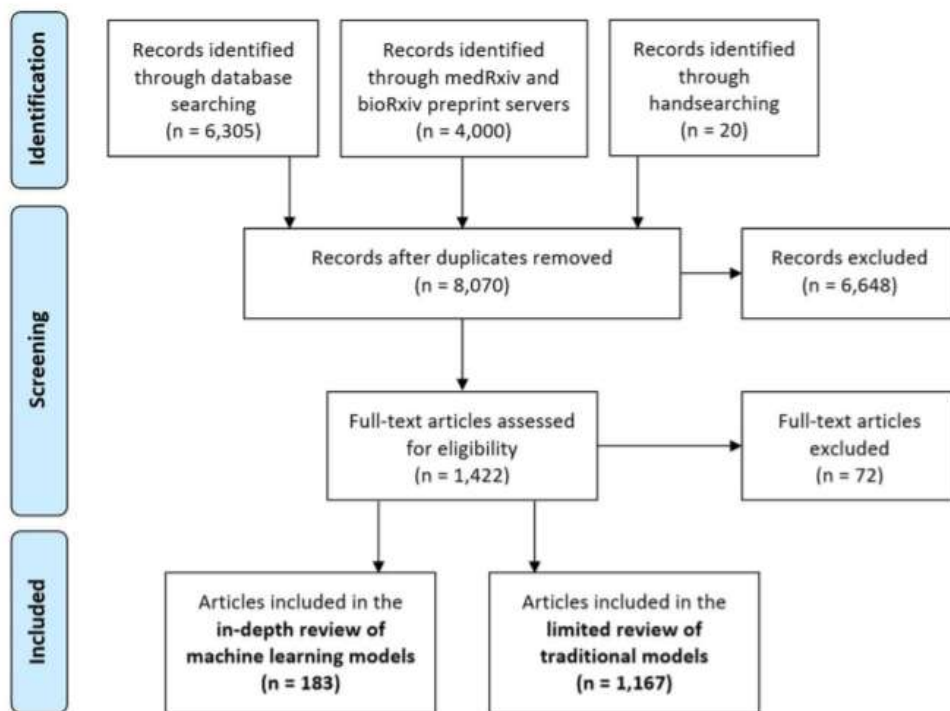 Identification
Records identified
through database
searching
(n = 6,305)
Records identified
through medRxiv and
bioRxiv preprint servers
(n = 4,000)
Records identified
through
handsearching
(n = 20)
Screening
Records after duplicates removed
(n = 8,070)
Records excluded
(n = 6,648)
Full-text articles assessed
for eligibility
(n = 1,422)
Full-text articles
excluded
(n = 72)
Included
Articles included in the
in-depth review of
machine learning models
(n = 183)
Articles included in the
limited review of
traditional models
(n = 1,167)